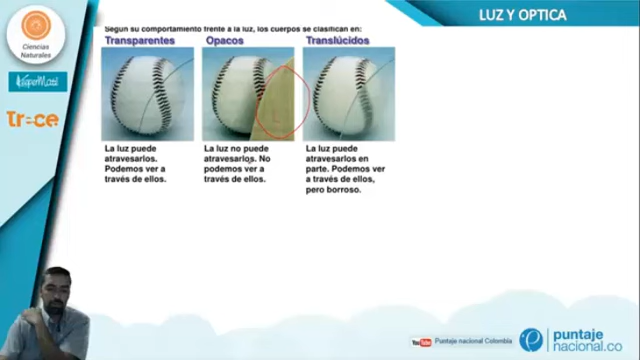 LUZ Y OPTICA
Ciencias
Naturales
Según su comportamiento frente a la luz, los cuerpos se clasifican en:
Transparentes
La luz puede
atravesarlos.
Podemos ver a
través de ellos.
Opacos
La luz no puede
atravesarlos. No
podemos ver a
través de ellos.
Translúcidos
La luz puede
atravesarlos en
parte. Podemos ver
a través de ellos,
pero borroso.
YouTube Puntaje nacional Colombia
puntaje
nacional.co